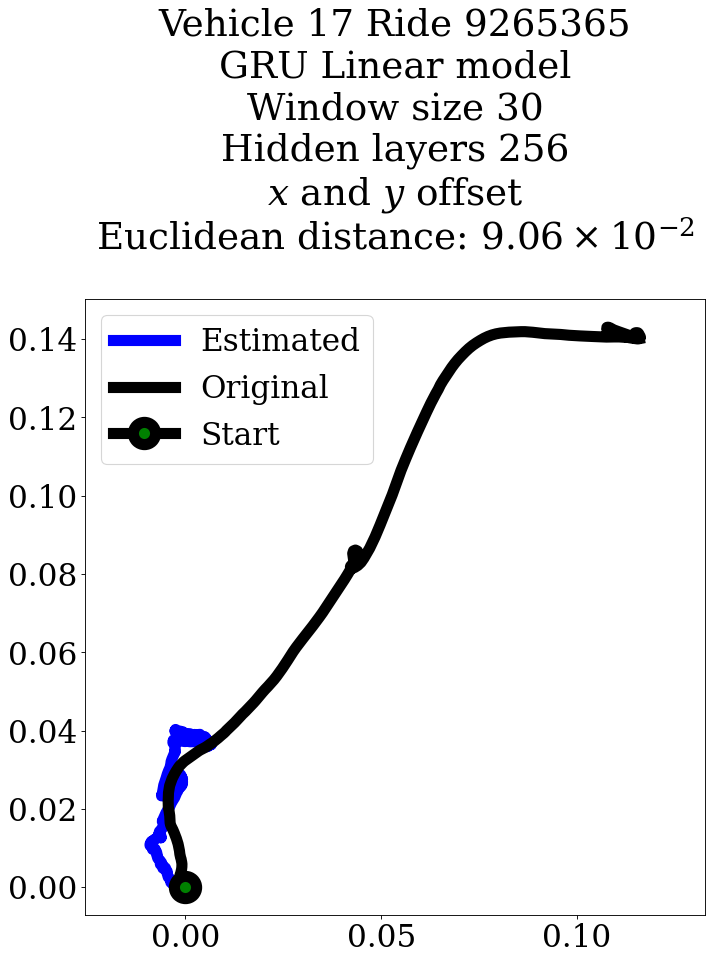 Vehicle 17 Ride 9265365
GRU Linear model
Window size 30
Hidden layers 256
x and y offset
Euclidean distance: 9.06 × 10⁻²
Estimated
Original
Start
0.14
0.12
0.10
0.08
0.06
0.04
0.02
0.00
0.00 0.05 0.10